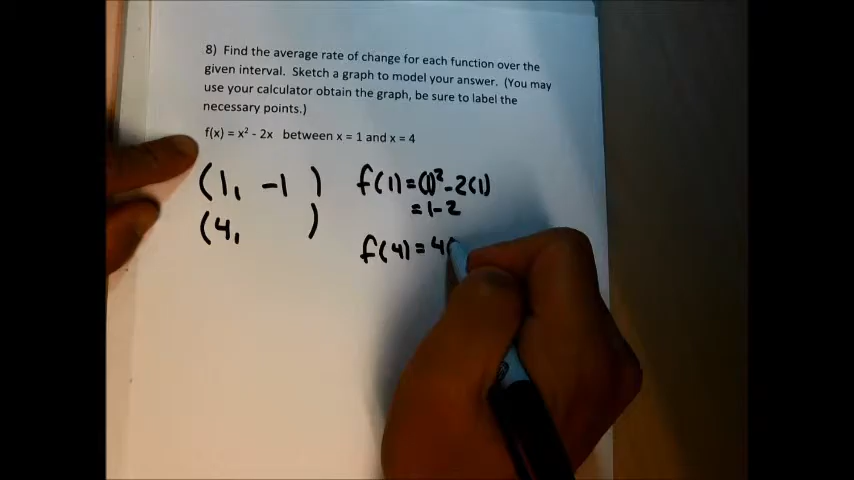 8) Find the average rate of change for each function over the
given interval. Sketch a graph to model your answer. (You may
use your calculator obtain the graph, be sure to label the
necessary points.)
f(x) = x² - 2x between x = 1 and x = 4
(1, -1 )
f(1)=(1)²-2(1)
= 1-2
(4, )
f(4)=4